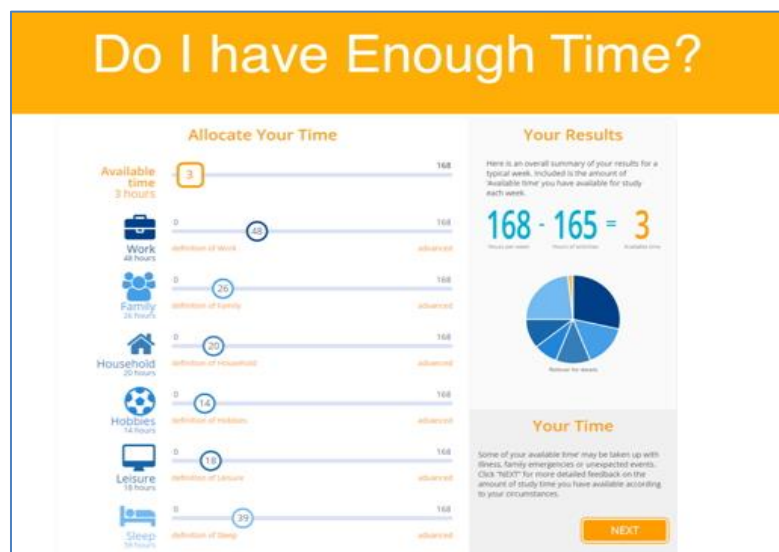 Do I have Enough Time?
Allocate Your Time
Available
time
3 hours
3
168
0
168
48
Work
48 hours
definition of Work
advanced
0
168
26
Family
26 hours
definition of Family
advanced
0
168
20
Household
20 hours
definition of Household
advanced
0
168
14
Hobbies
14 hours
definition of Hobbies
advanced
0
168
18
Leisure
18 hours
definition of Leisure
advanced
0
168
39
Sleep
39 hours
definition of Sleep
advanced
Your Results
Here is an overall summary of your results for a
typical week. Included is the amount of
'Available time' you have available for study
each week.
168 - 165 = 3
Hours per week
Hours of activities
Available time
Rollover for details
Your Time
Some of your available time' may be taken up with
illness, family emergencies or unexpected events.
Click "NEXT" for more detailed feedback on the
amount of study time you have available according
to your circumstances.
NEXT